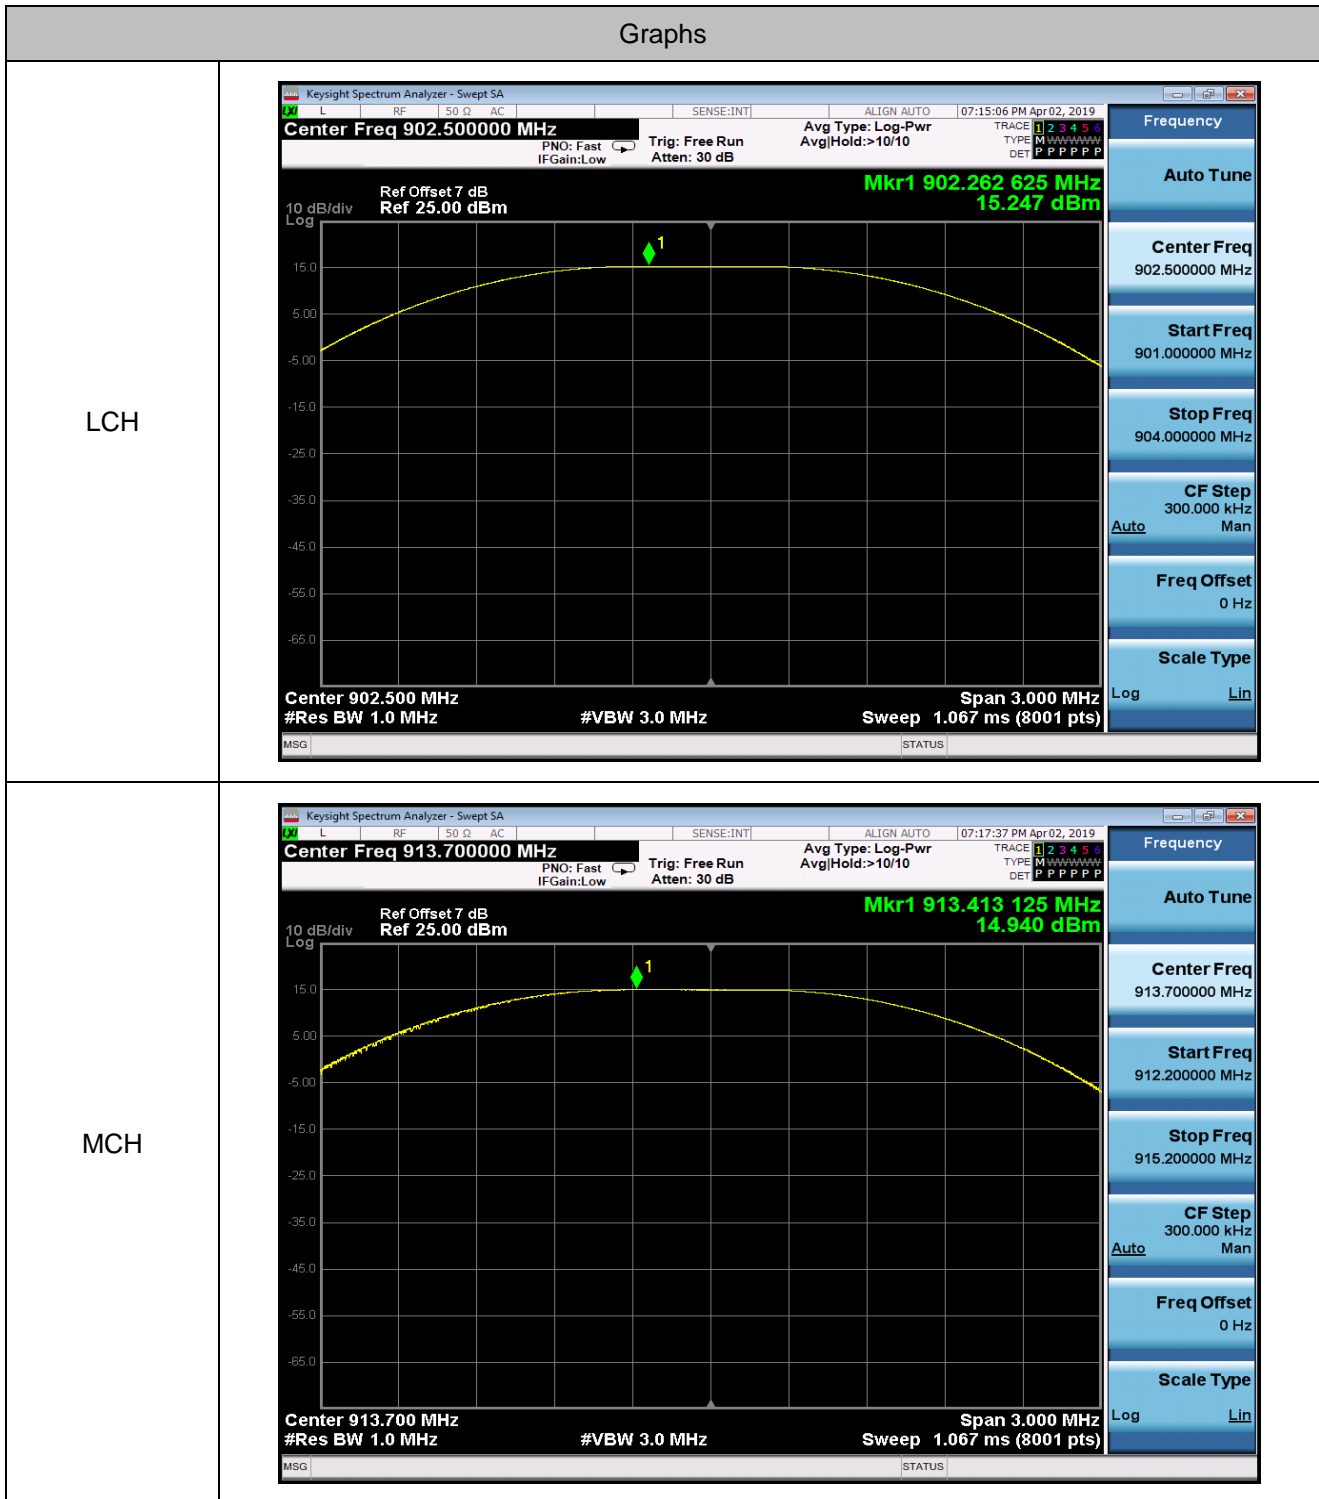 Graphs
LCH
Keysight Spectrum Analyzer - Swept SA
LXI L RF 50 Ω AC SENSE:INT ALIGN AUTO 07:15:06 PM Apr 02, 2019
Center Freq 902.500000 MHz Avg Type: Log-Pwr TRACE 1 2 3 4 5 6
PNO: Fast Trig: Free Run Avg|Hold:>10/10 TYPE M WWWWW
IFGain:Low Atten: 30 dB DET P P P P P P
Mkr1 902.262 625 MHz
Ref Offset 7 dB
10 dB/div Ref 25.00 dBm 15.247 dBm
Log
1
15.0
5.00
-5.00
-15.0
-25.0
-35.0
-45.0
-55.0
-65.0
Center 902.500 MHz Span 3.000 MHz
#Res BW 1.0 MHz #VBW 3.0 MHz Sweep 1.067 ms (8001 pts)
MSG STATUS
Frequency
Auto Tune
Center Freq
902.500000 MHz
Start Freq
901.000000 MHz
Stop Freq
904.000000 MHz
CF Step
300.000 kHz
Auto Man
Freq Offset
0 Hz
Scale Type
Log Lin
MCH
Keysight Spectrum Analyzer - Swept SA
LXI L RF 50 Ω AC SENSE:INT ALIGN AUTO 07:17:37 PM Apr 02, 2019
Center Freq 913.700000 MHz Avg Type: Log-Pwr TRACE 1 2 3 4 5 6
PNO: Fast Trig: Free Run Avg|Hold:>10/10 TYPE M WWWWW
IFGain:Low Atten: 30 dB DET P P P P P P
Mkr1 913.413 125 MHz
Ref Offset 7 dB
10 dB/div Ref 25.00 dBm 14.940 dBm
Log
1
15.0
5.00
-5.00
-15.0
-25.0
-35.0
-45.0
-55.0
-65.0
Center 913.700 MHz Span 3.000 MHz
#Res BW 1.0 MHz #VBW 3.0 MHz Sweep 1.067 ms (8001 pts)
MSG STATUS
Frequency
Auto Tune
Center Freq
913.700000 MHz
Start Freq
912.200000 MHz
Stop Freq
915.200000 MHz
CF Step
300.000 kHz
Auto Man
Freq Offset
0 Hz
Scale Type
Log Lin